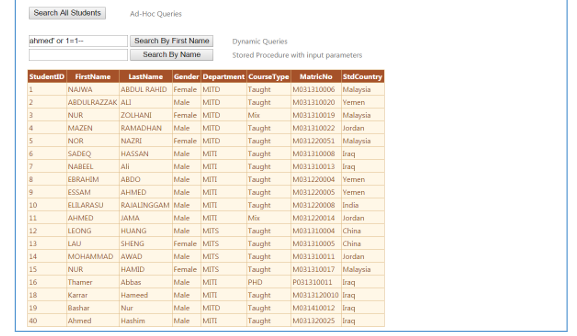 Search All Students Ad-Hoc Queries
ahmed' or 1=1-- Search By First Name Dynamic Queries
Search By Name Stored Procedure with input parameters
StudentID FirstName LastName Gender Department CourseType MatricNo StdCountry
1 NAJWA ABDUL RAHID Female MITD Taught M031310006 Malaysia
2 ABDULRAZZAK ALI Male MITD Taught M031310020 Yemen
3 NUR ZOLHANI Female MITI Mix M031310019 Malaysia
4 MAZEN RAMADHAN Male MITD Taught M031310022 Jordan
5 NOR NAZRI Female MITD Taught M031220051 Malaysia
6 SADEQ HASSAN Male MITI Taught M031310008 Iraq
7 NABEEL Ali Male MITI Taught M031310013 Iraq
8 EBRAHIM ABDO Male MITI Taught M031220004 Yemen
9 ESSAM AHMED Male MITI Taught M031220005 Yemen
10 ELILARASU RAJALINGGAM Male MITI Taught M031220008 India
11 AHMED JAMA Male MITI Mix M031220014 Jordan
12 LEONG HUANG Male MITS Taught M031310004 China
13 LAU SHENG Female MITS Taught M031310005 China
14 MOHAMMAD AWAD Male MITS Taught M031310011 Jordan
15 NUR HAMID Female MITS Taught M031310017 Malaysia
16 Thamer Abbas Male MITI PHD P031310011 Iraq
18 Karrar Hameed Male MITI Taught M0313120010 Iraq
19 Bashar Nur Male MITD Taught M031410012 Iraq
40 Ahmed Hashim Male MITI Taught M031320025 Iraq